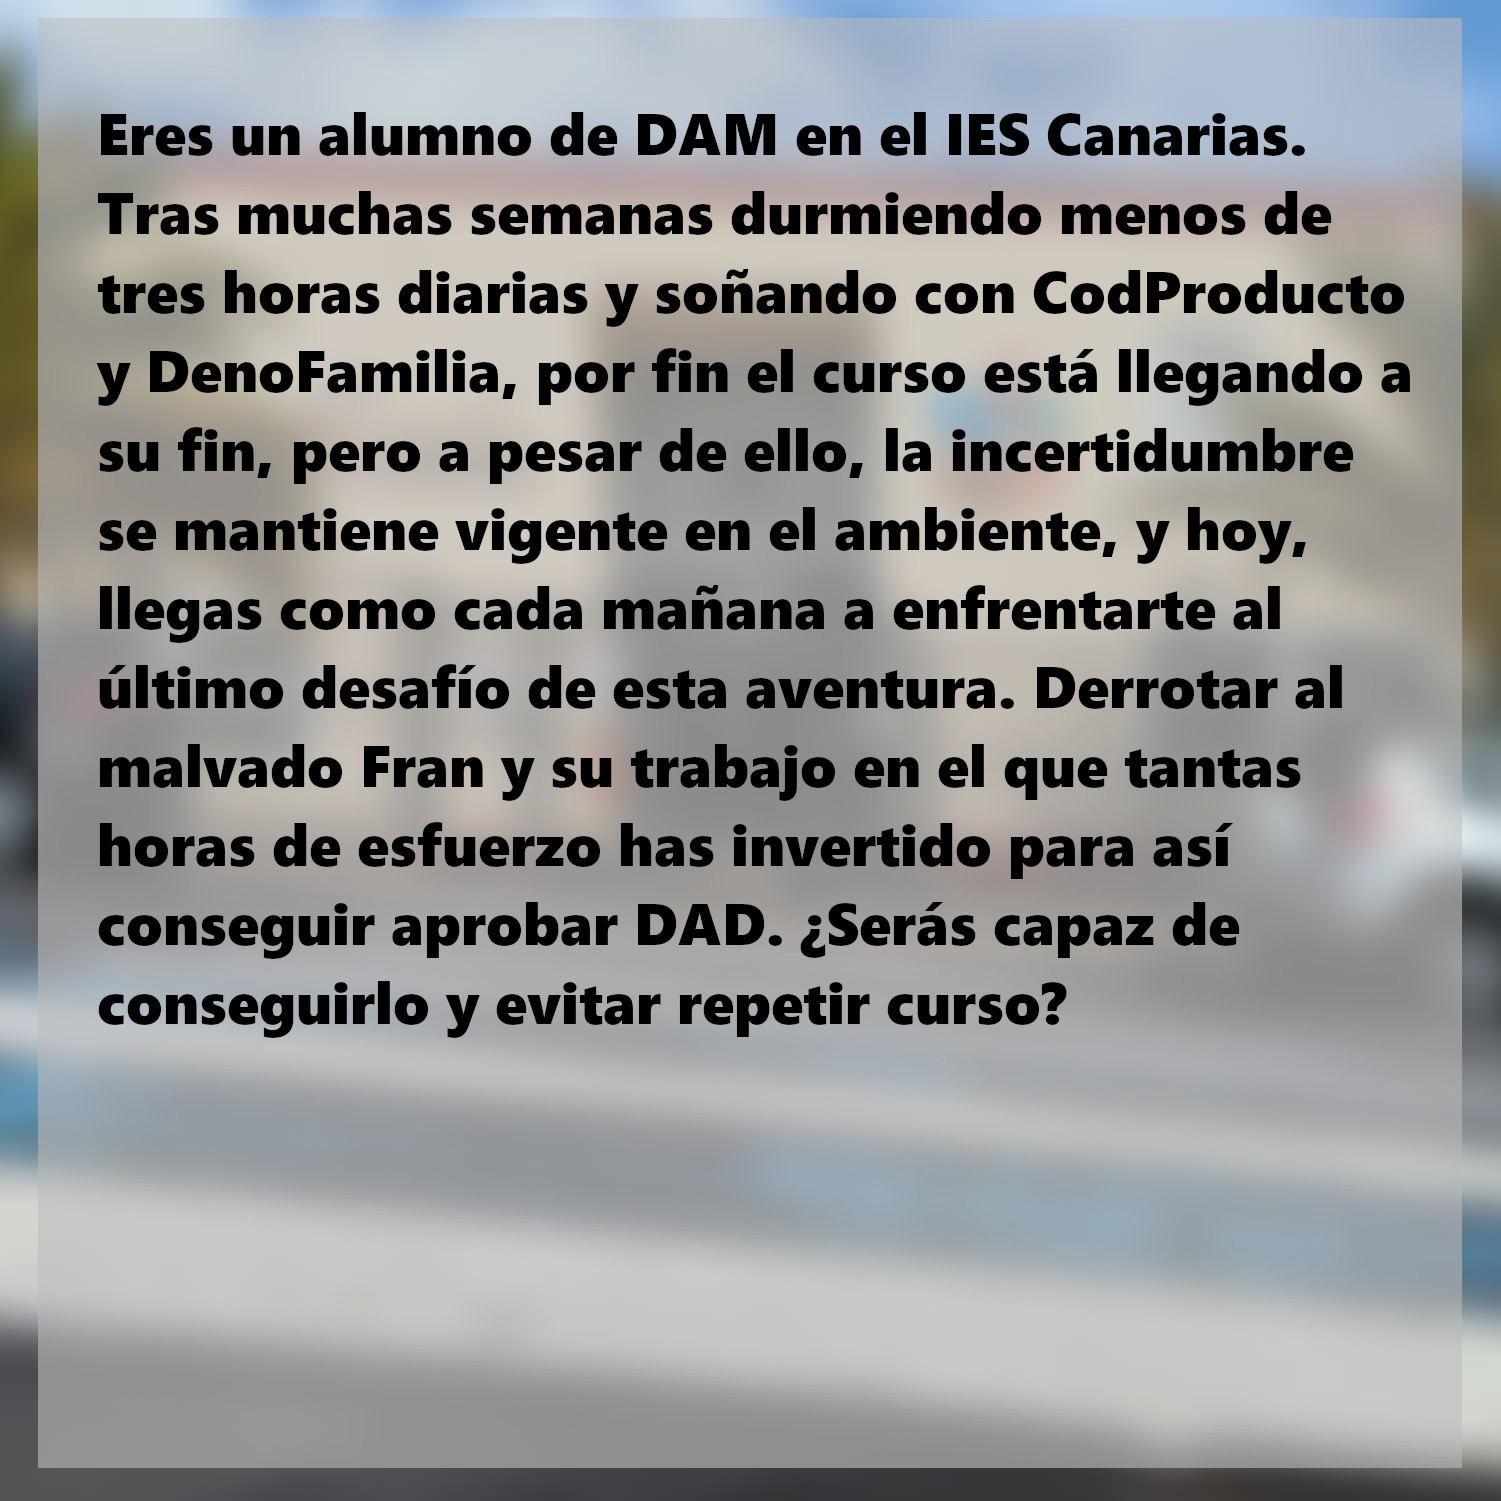 Eres un alumno de DAM en el IES Canarias.
Tras muchas semanas durmiendo menos de
tres horas diarias y soñando con CodProducto
y DenoFamilia, por fin el curso está llegando a
su fin, pero a pesar de ello, la incertidumbre
se mantiene vigente en el ambiente, y hoy,
llegas como cada mañana a enfrentarte al
último desafío de esta aventura. Derrotar al
malvado Fran y su trabajo en el que tantas
horas de esfuerzo has invertido para así
conseguir aprobar DAD. ¿Serás capaz de
conseguirlo y evitar repetir curso?